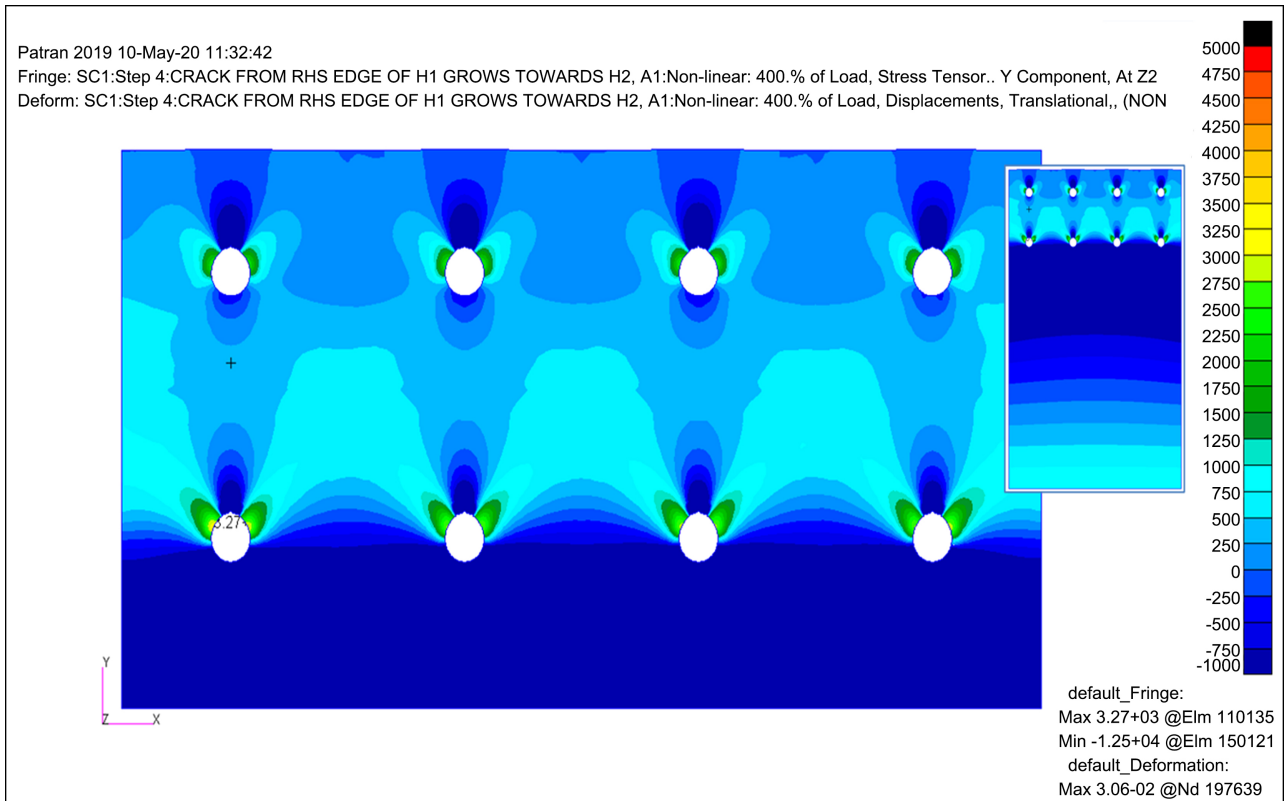 Patran 2019 10-May-20 11:32:42
Fringe: SC1:Step 4:CRACK FROM RHS EDGE OF H1 GROWS TOWARDS H2, A1:Non-linear: 400.% of Load, Stress Tensor.. Y Component, At Z2
Deform: SC1:Step 4:CRACK FROM RHS EDGE OF H1 GROWS TOWARDS H2, A1:Non-linear: 400.% of Load, Displacements, Translational,, (NON
5000
4750
4500
4250
4000
3750
3500
3250
3000
2750
2500
2250
2000
1750
1500
1250
1000
750
500
250
0
-250
-500
-750
-1000
3.27
Y
Z X
default_Fringe:
Max 3.27+03 @Elm 110135
Min -1.25+04 @Elm 150121
default_Deformation:
Max 3.06-02 @Nd 197639